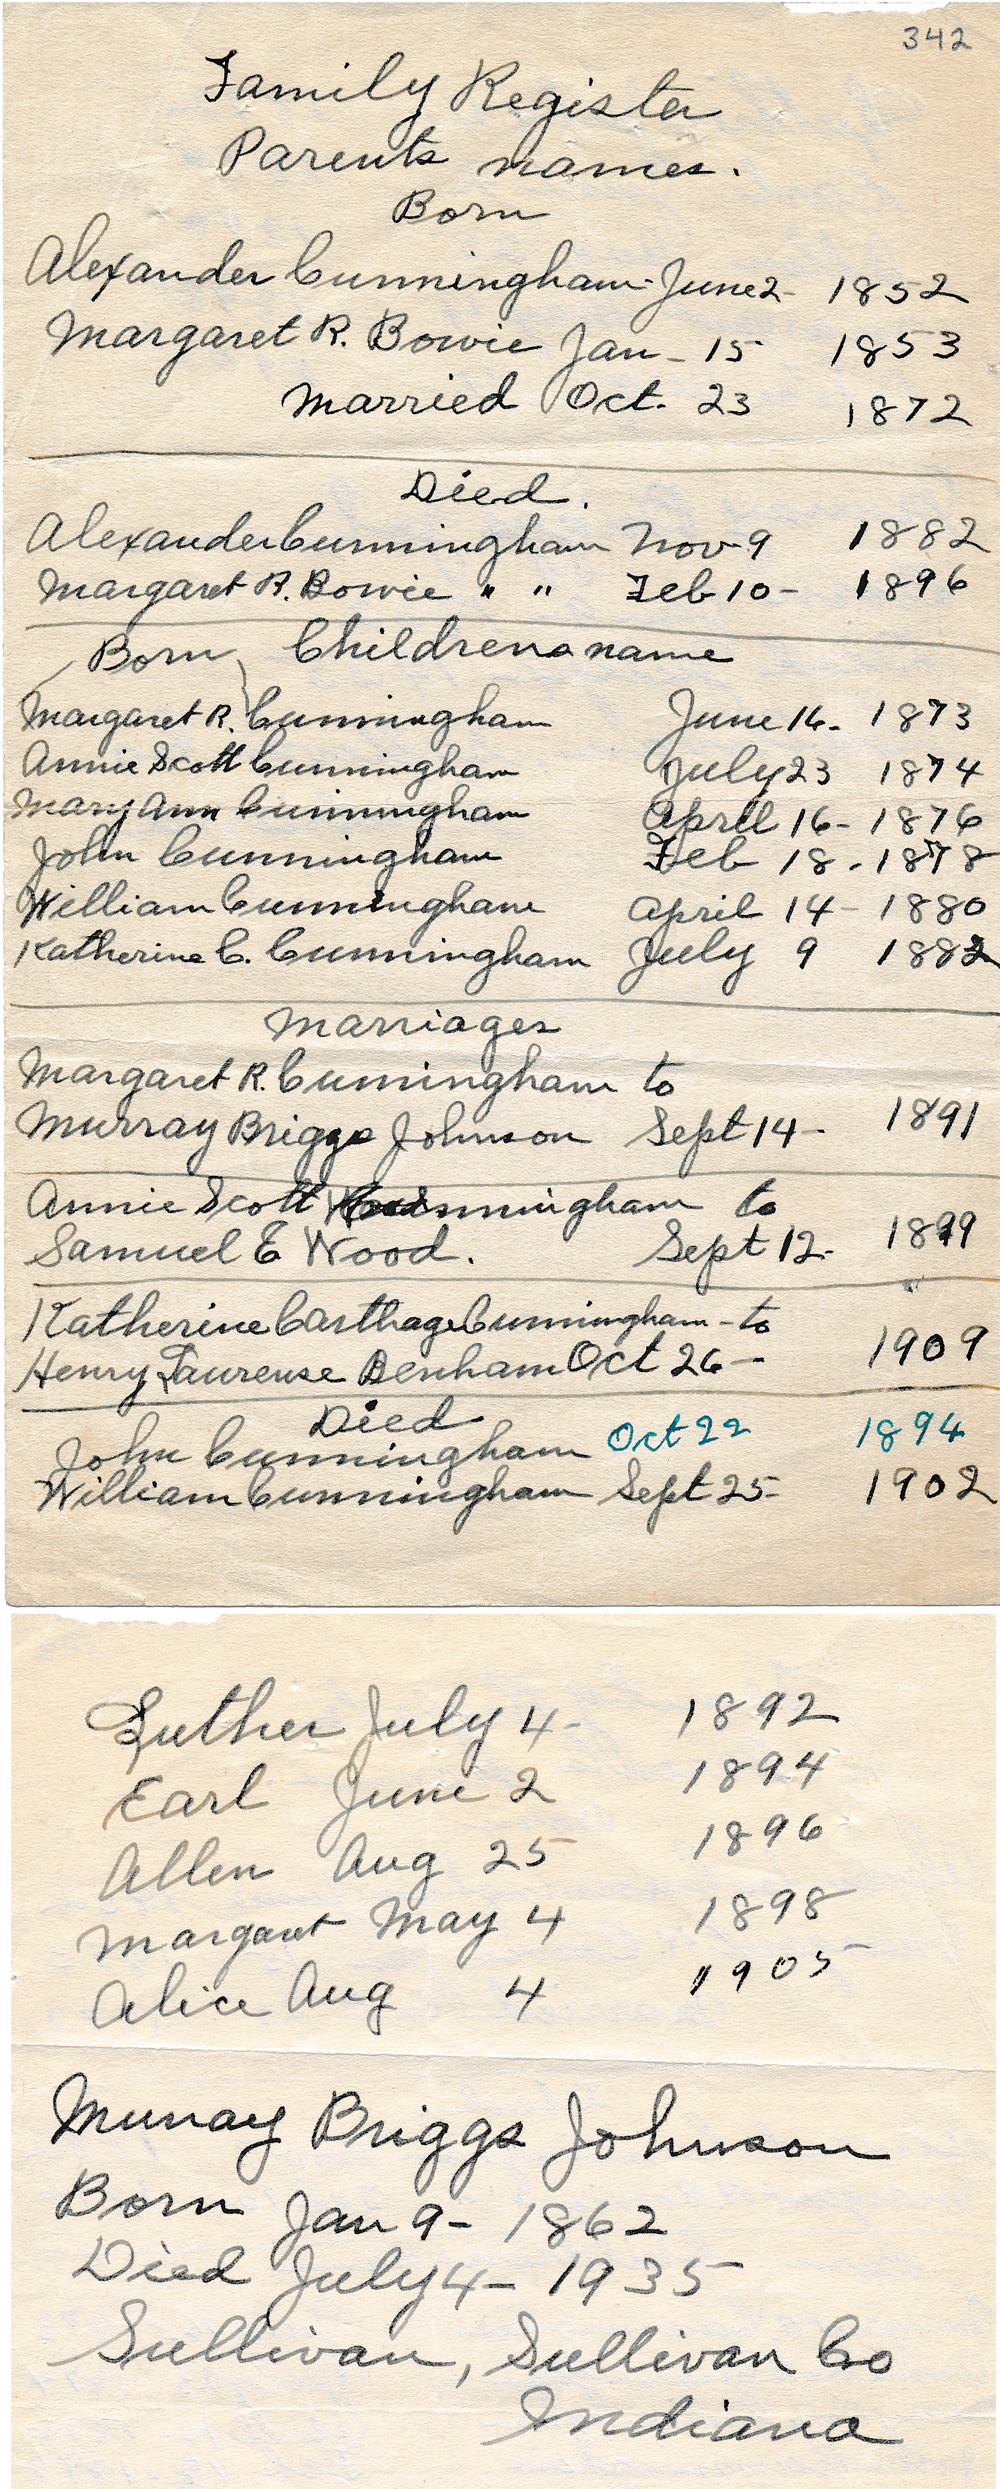 342
Family Register
Parents names.
Born
Alexander Cunningham - June 2 - 1852
Margaret R. Bowie Jan - 15 1853
Married Oct. 23 1872
Died.
Alexander Cunningham Nov 9 1882
Margaret R. Bowie " " Feb 10 - 1896
Born Childrens name
Margaret R. Cunningham June 16 - 1873
Annie Scott Cunningham July 23 1874
Mary Ann Cunningham April 16 - 1876
John Cunningham Feb 18 . 1878
William Cunningham April 14 - 1880
Katherine C. Cunningham July 9 1882
Marriages
Margaret R. Cunningham to
Murray Briggs Johnson Sept 14 - 1891
Annie Scott Cunningham to
Samuel E Wood. Sept 12 - 1899
Katherine Carthage Cunningham - to
Henry Laurense Denham Oct 26 - 1909
Died
John Cunningham Oct 22 1894
William Cunningham Sept 25 - 1902
Luther July 4 - 1892
Earl June 2 1894
Allen Aug 25 1896
Margaret May 4 1898
Alice Aug 4 1905
Murray Briggs Johnson
Born Jan 9 - 1862
Died July 4 - 1935
Sullivan, Sullivan Co
Indiana